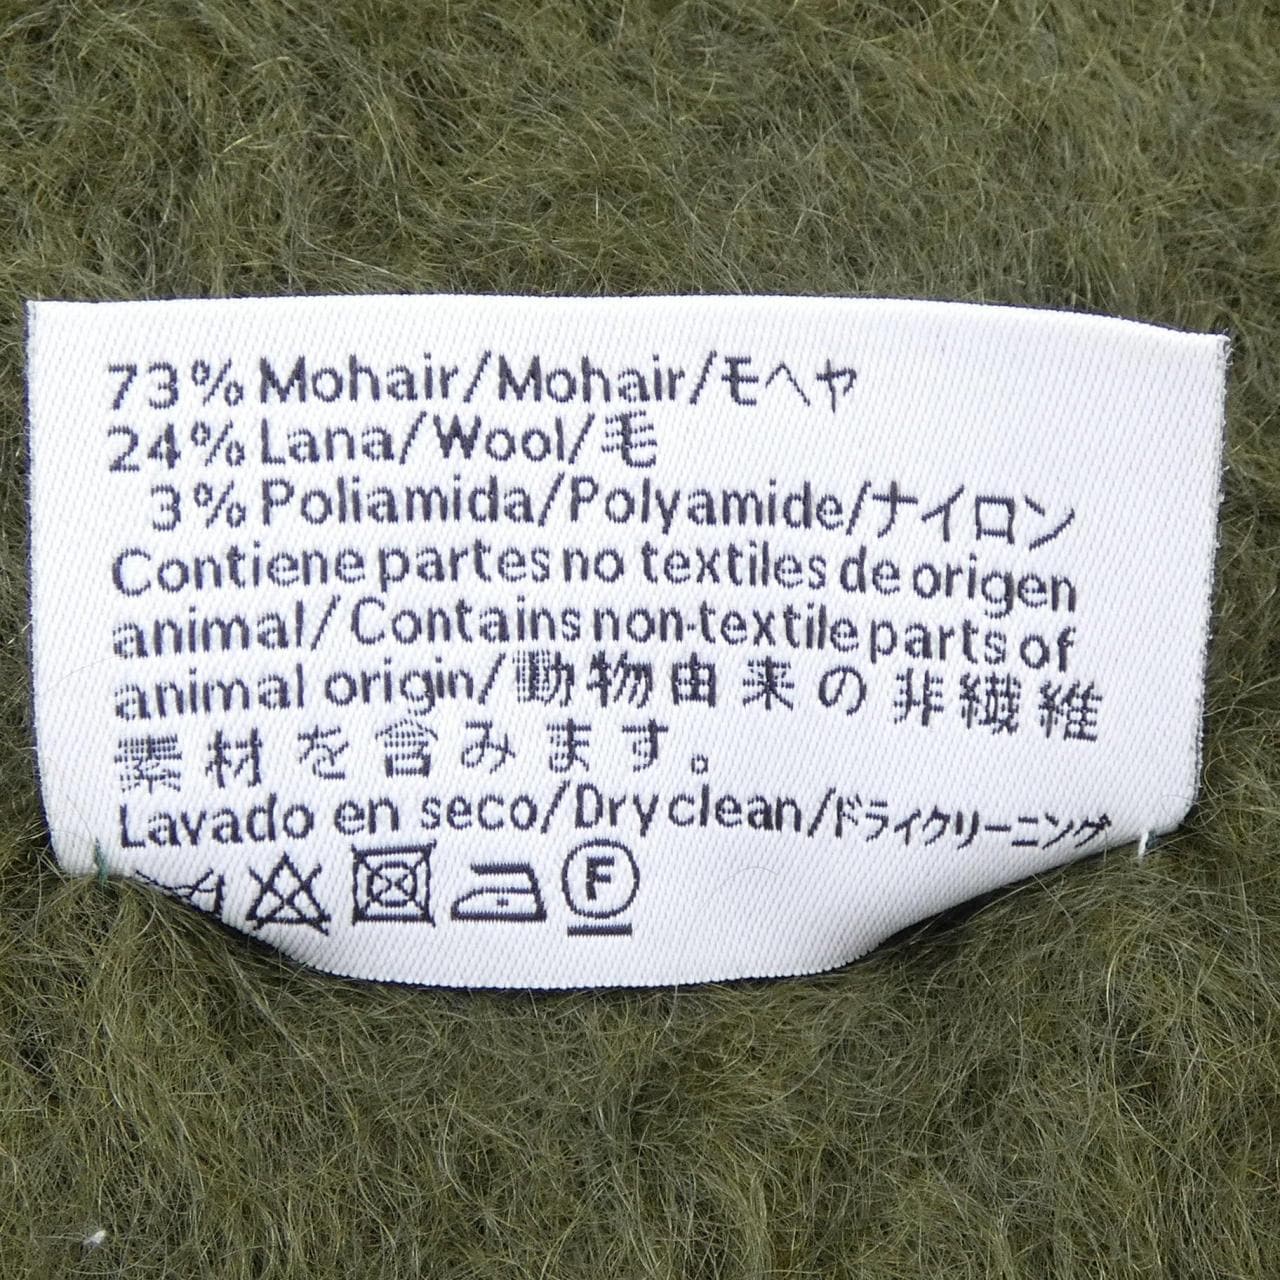 73% Mohair/Mohair/モヘヤ
24% Lana/Wool/毛
3% Poliamida/Polyamide/ナイロン
Contiene partes no textiles de origen
animal/Contains non-textile parts of
animal origin/動物由来の非繊維
素材を含みます。
Lavado en seco/Dry clean/ドライクリーニング
F